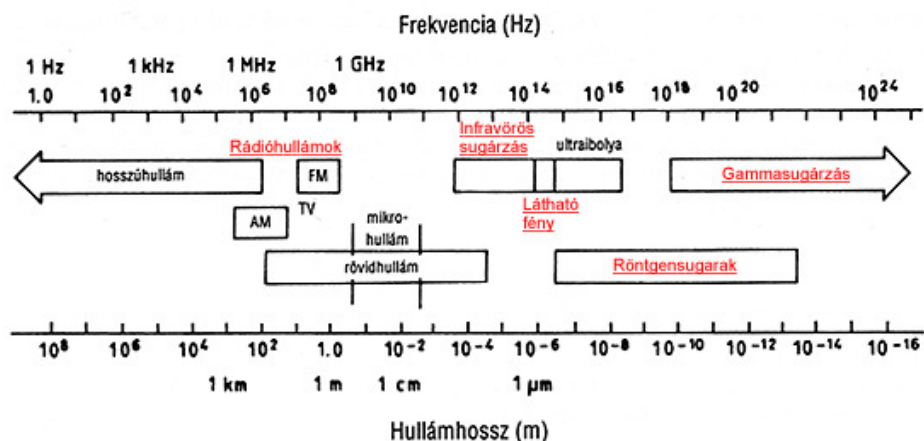 Frekvencia (Hz)
1 Hz 1 kHz 1 MHz 1 GHz
1.0 10² 10⁴ 10⁶ 10⁸ 10¹⁰ 10¹² 10¹⁴ 10¹⁶ 10¹⁸ 10²⁰ 10²⁴
Rádióhullámok
Infravörös
sugárzás
ultraibolya
hosszúhullám
FM
Gammasugárzás
AM
TV
Látható
fény
mikro-
hullám
rövidhullám
Röntgensugarak
10⁸ 10⁶ 10⁴ 10² 1.0 10⁻² 10⁻⁴ 10⁻⁶ 10⁻⁸ 10⁻¹⁰ 10⁻¹² 10⁻¹⁴ 10⁻¹⁶
1 km 1 m 1 cm 1 µm
Hullámhossz (m)